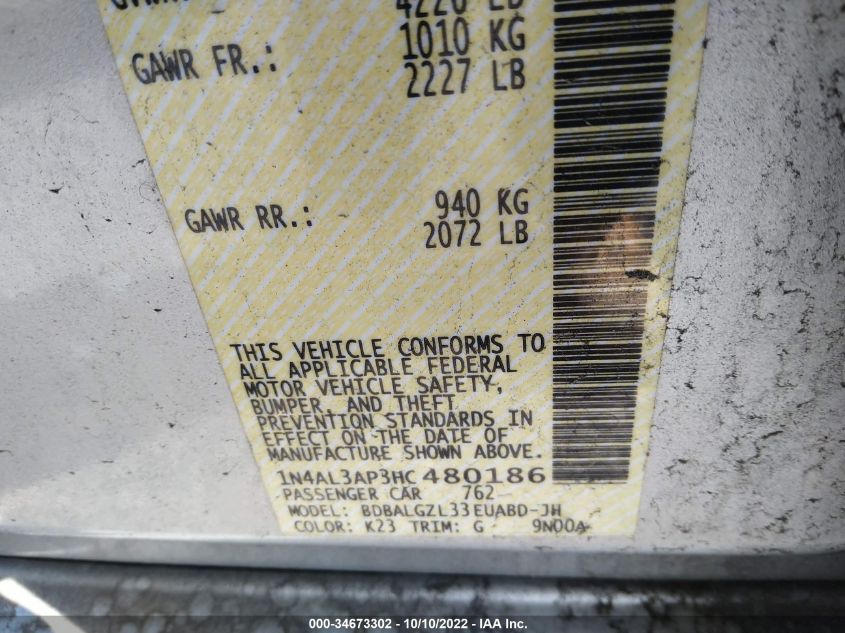 4226 LB
GAWR FR.: 1010 KG
2227 LB
GAWR RR.: 940 KG
2072 LB
THIS VEHICLE CONFORMS TO
ALL APPLICABLE FEDERAL
MOTOR VEHICLE SAFETY,
BUMPER, AND THEFT
PREVENTION STANDARDS IN
EFFECT ON THE DATE OF
MANUFACTURE SHOWN ABOVE.
1N4AL3AP3HC480186
PASSENGER CAR 762
MODEL: BDBALGZL33EUABD-JH
COLOR: K23 TRIM: G 9N00A
000-34673302 - 10/10/2022 - IAA Inc.